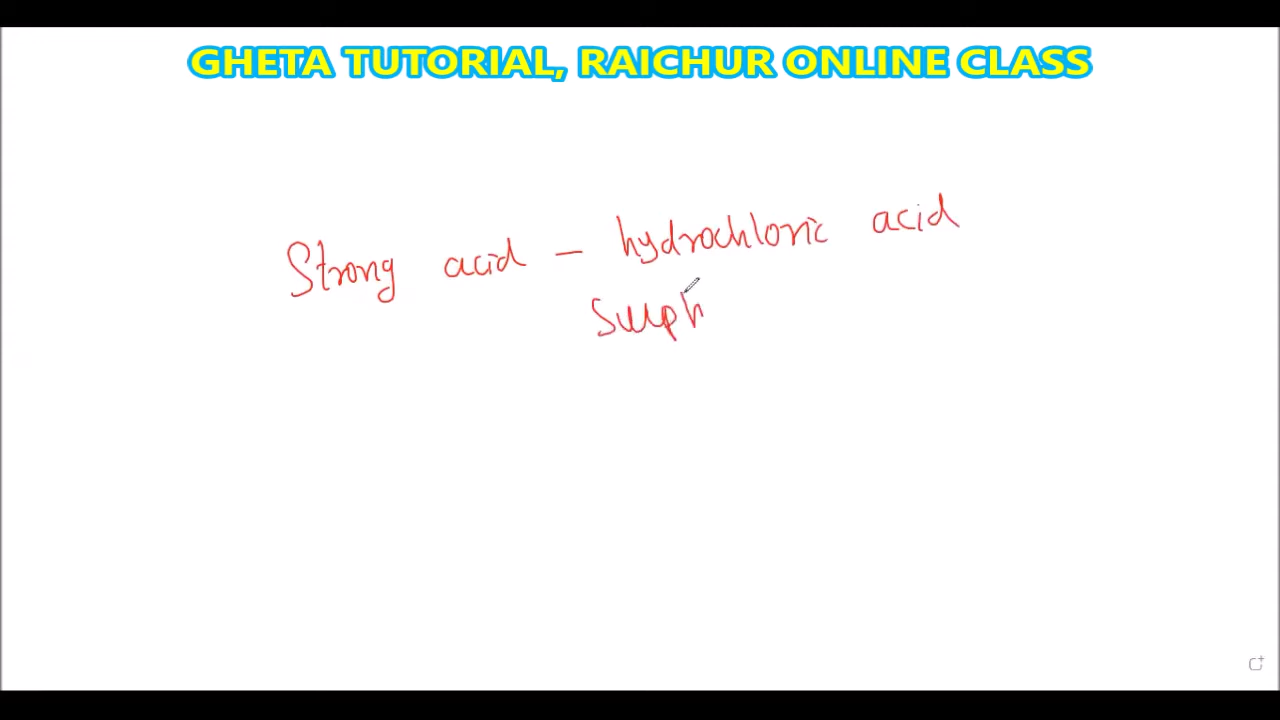 GHETA TUTORIAL, RAICHUR ONLINE CLASS
Strong acid – hydrochloric acid
Sulph